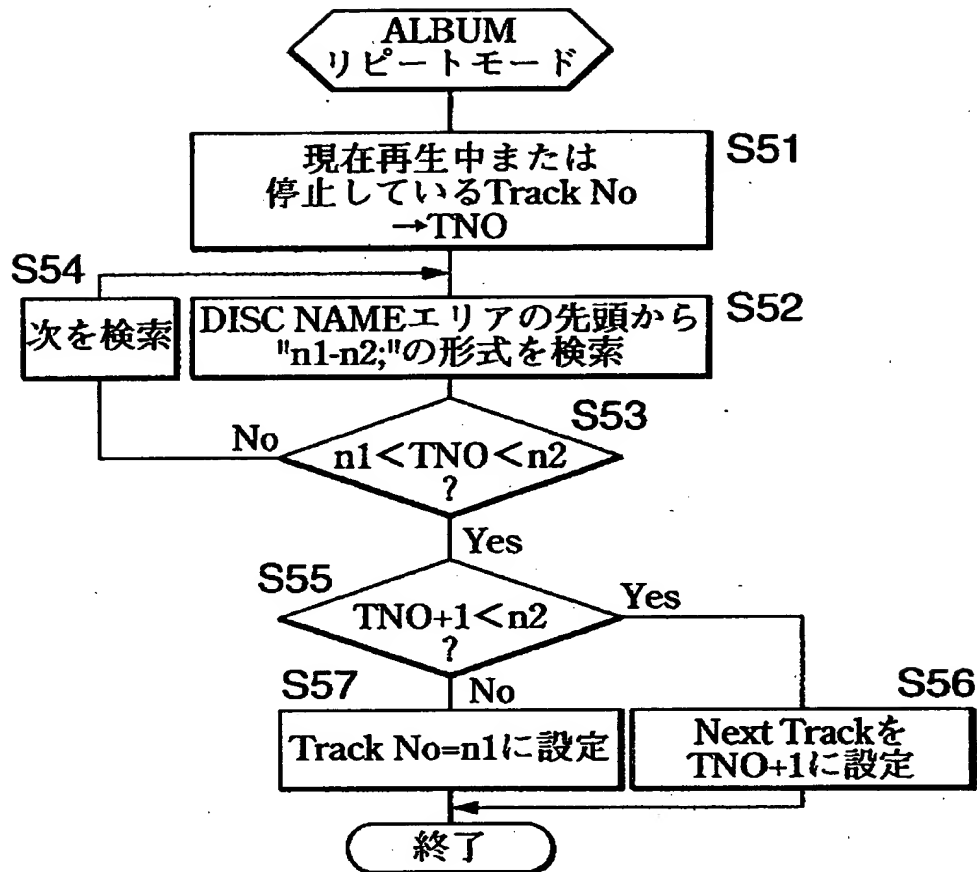 ALBUM
リピートモード
現在再生中または
停止しているTrack No
→TNO
S51
S54
次を検索
DISC NAMEエリアの先頭から
"n1-n2;"の形式を検索
S52
S53
No
n1<TNO<n2
?
Yes
S55
TNO+1<n2
?
Yes
S57
No
S56
Track No=n1に設定
Next Trackを
TNO+1に設定
終了